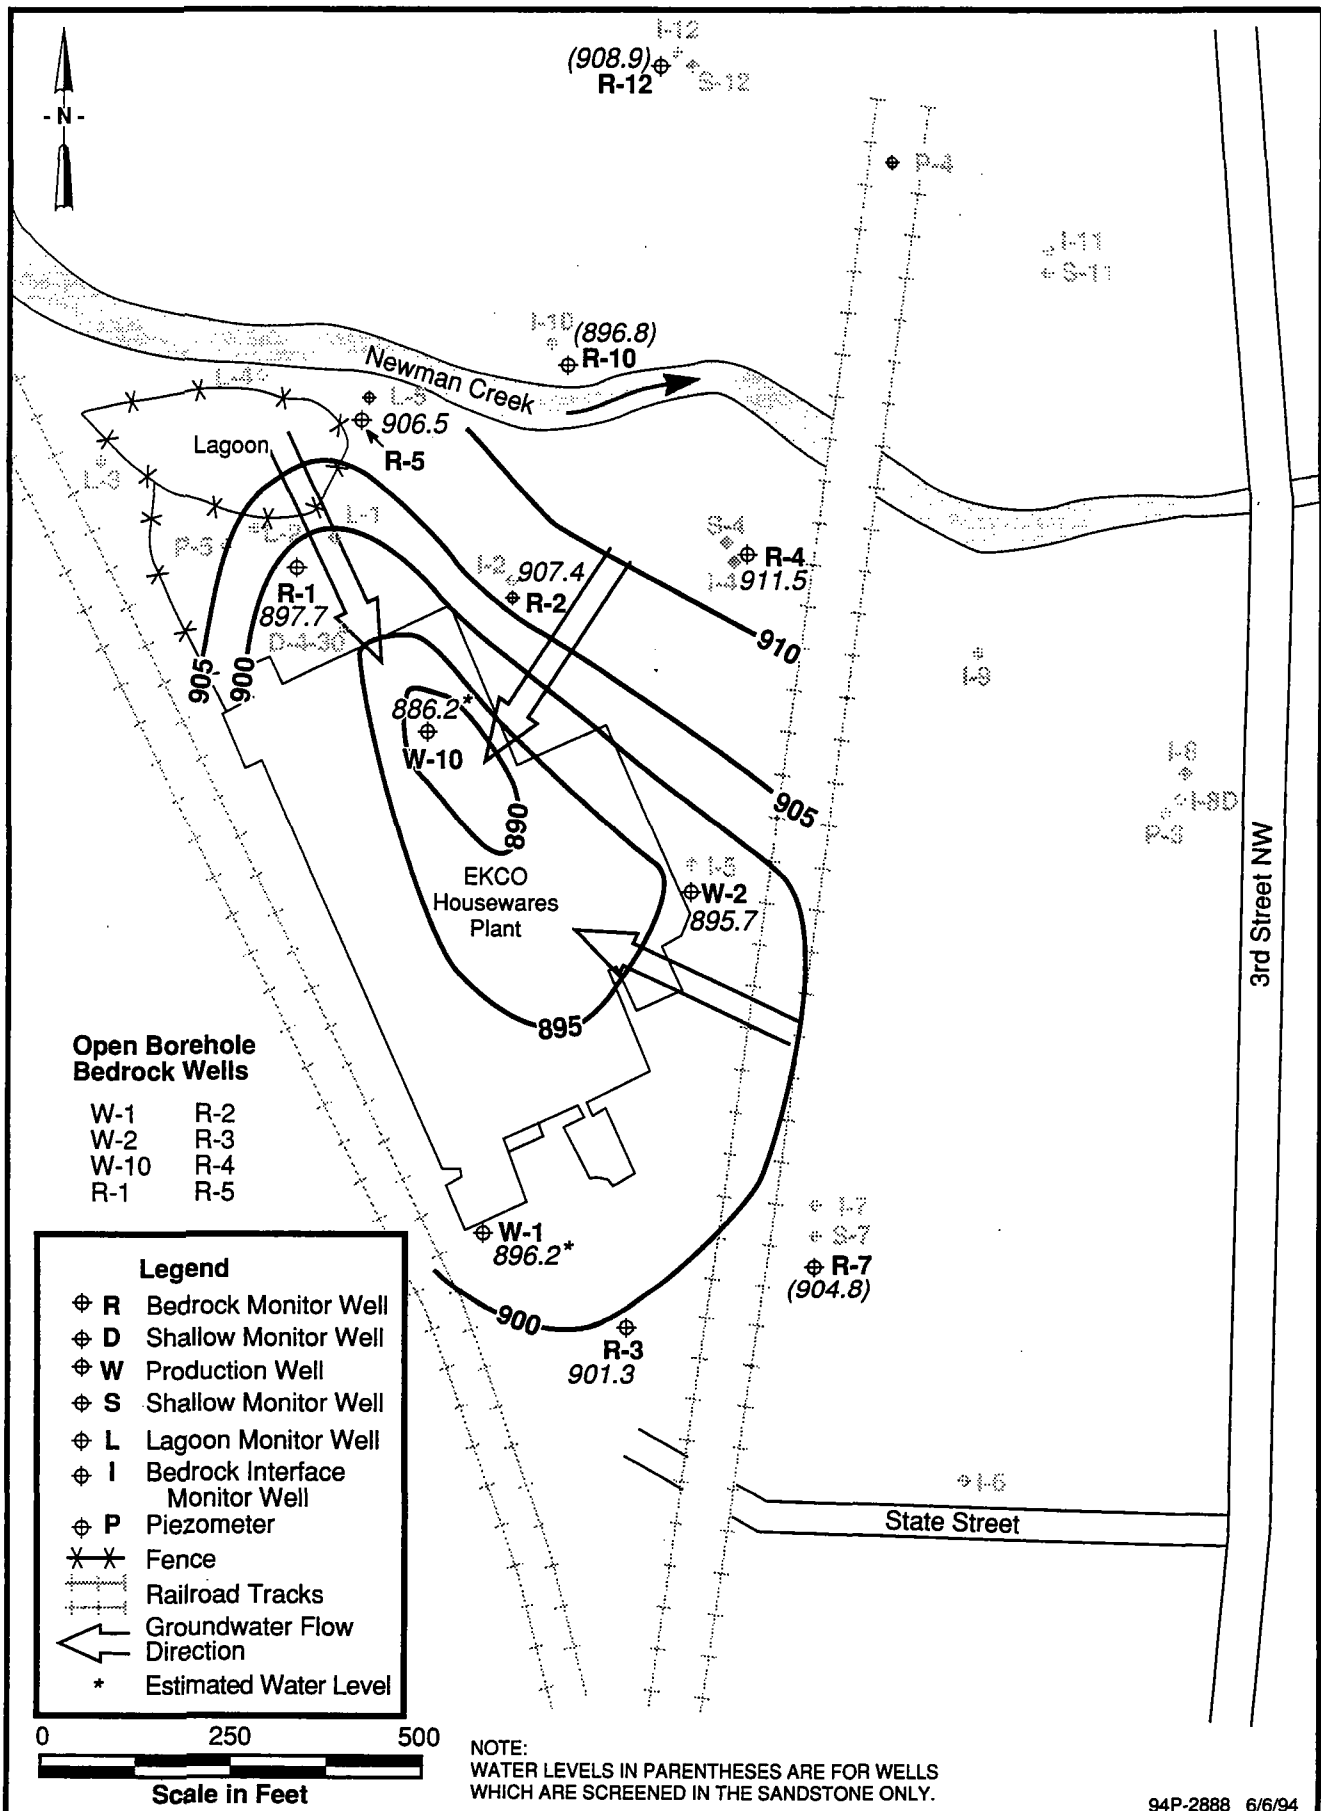 I-12
(908.9)
R-12
S-12
- N -
P-4
I-11
S-11
I-10
(896.8)
R-10
Newman Creek
L-4
L-5
906.5
R-5
Lagoon
L-3
L-2
L-1
P-5
R-1
897.7
D-4-30
I-2
907.4
R-2
S-4
R-4
I-4
911.5
910
I-9
905
900
886.2*
W-10
890
905
I-8
I-8D
P-3
EKCO
Housewares
Plant
I-5
W-2
895.7
3rd Street NW
895
Open Borehole
Bedrock Wells
W-1 R-2
W-2 R-3
W-10 R-4
R-1 R-5
W-1
896.2*
I-7
S-7
R-7
(904.8)
900
R-3
901.3
I-6
State Street
Legend
R Bedrock Monitor Well
D Shallow Monitor Well
W Production Well
S Shallow Monitor Well
L Lagoon Monitor Well
I Bedrock Interface
Monitor Well
P Piezometer
Fence
Railroad Tracks
Groundwater Flow
Direction
* Estimated Water Level
0 250 500
Scale in Feet
NOTE:
WATER LEVELS IN PARENTHESES ARE FOR WELLS
WHICH ARE SCREENED IN THE SANDSTONE ONLY.
94P-2888 6/6/94